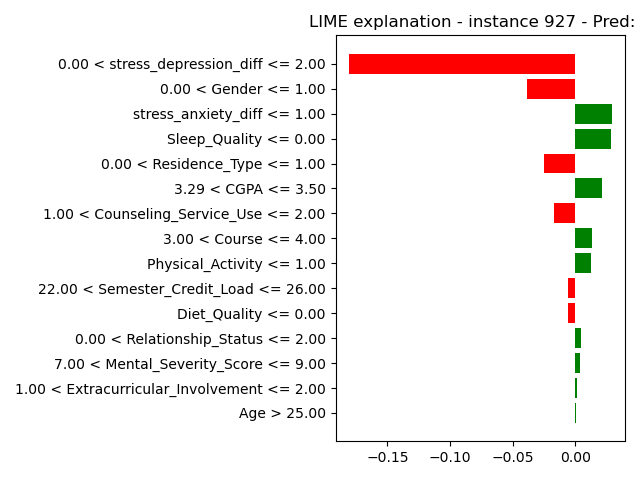 LIME explanation - instance 927 - Pred:
0.00 < stress_depression_diff <= 2.00
0.00 < Gender <= 1.00
stress_anxiety_diff <= 1.00
Sleep_Quality <= 0.00
0.00 < Residence_Type <= 1.00
3.29 < CGPA <= 3.50
1.00 < Counseling_Service_Use <= 2.00
3.00 < Course <= 4.00
Physical_Activity <= 1.00
22.00 < Semester_Credit_Load <= 26.00
Diet_Quality <= 0.00
0.00 < Relationship_Status <= 2.00
7.00 < Mental_Severity_Score <= 9.00
1.00 < Extracurricular_Involvement <= 2.00
Age > 25.00
−0.15 −0.10 −0.05 0.00